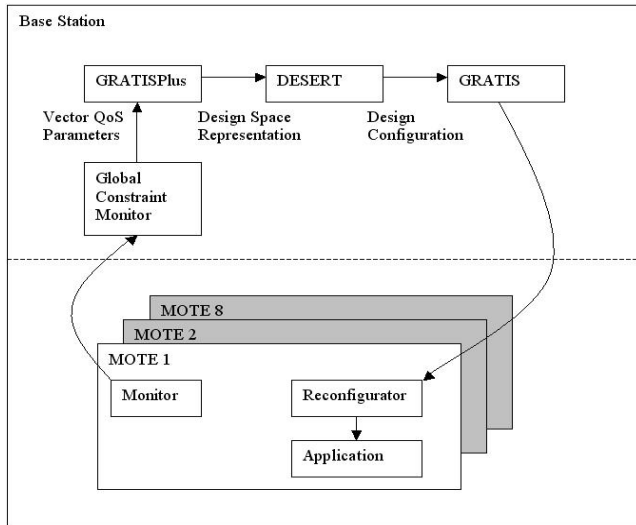 Base Station
GRATISPlus
DESERT
GRATIS
Vector QoS
Parameters
Design Space
Representation
Design
Configuration
Global
Constraint
Monitor
MOTE 8
MOTE 2
MOTE 1
Monitor
Reconfigurator
Application